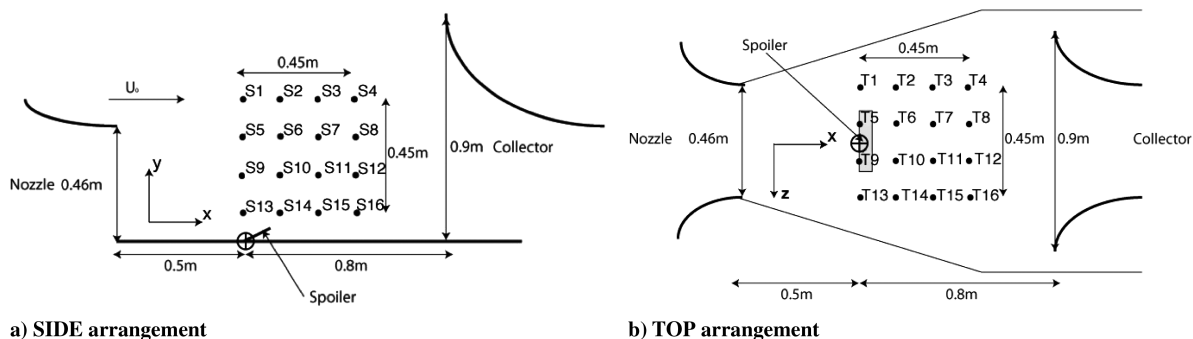 U₀
0.45m
S1 S2 S3 S4
S5 S6 S7 S8
0.45m
S9 S10 S11 S12
Nozzle 0.46m
y
x
S13 S14 S15 S16
0.9m Collector
0.5m
0.8m
Spoiler
a) SIDE arrangement
Spoiler
0.45m
T1 T2 T3 T4
T5 T6 T7 T8
Nozzle 0.46m
x
z
0.45m
0.9m
Collector
T9 T10 T11 T12
T13 T14 T15 T16
0.5m
0.8m
b) TOP arrangement